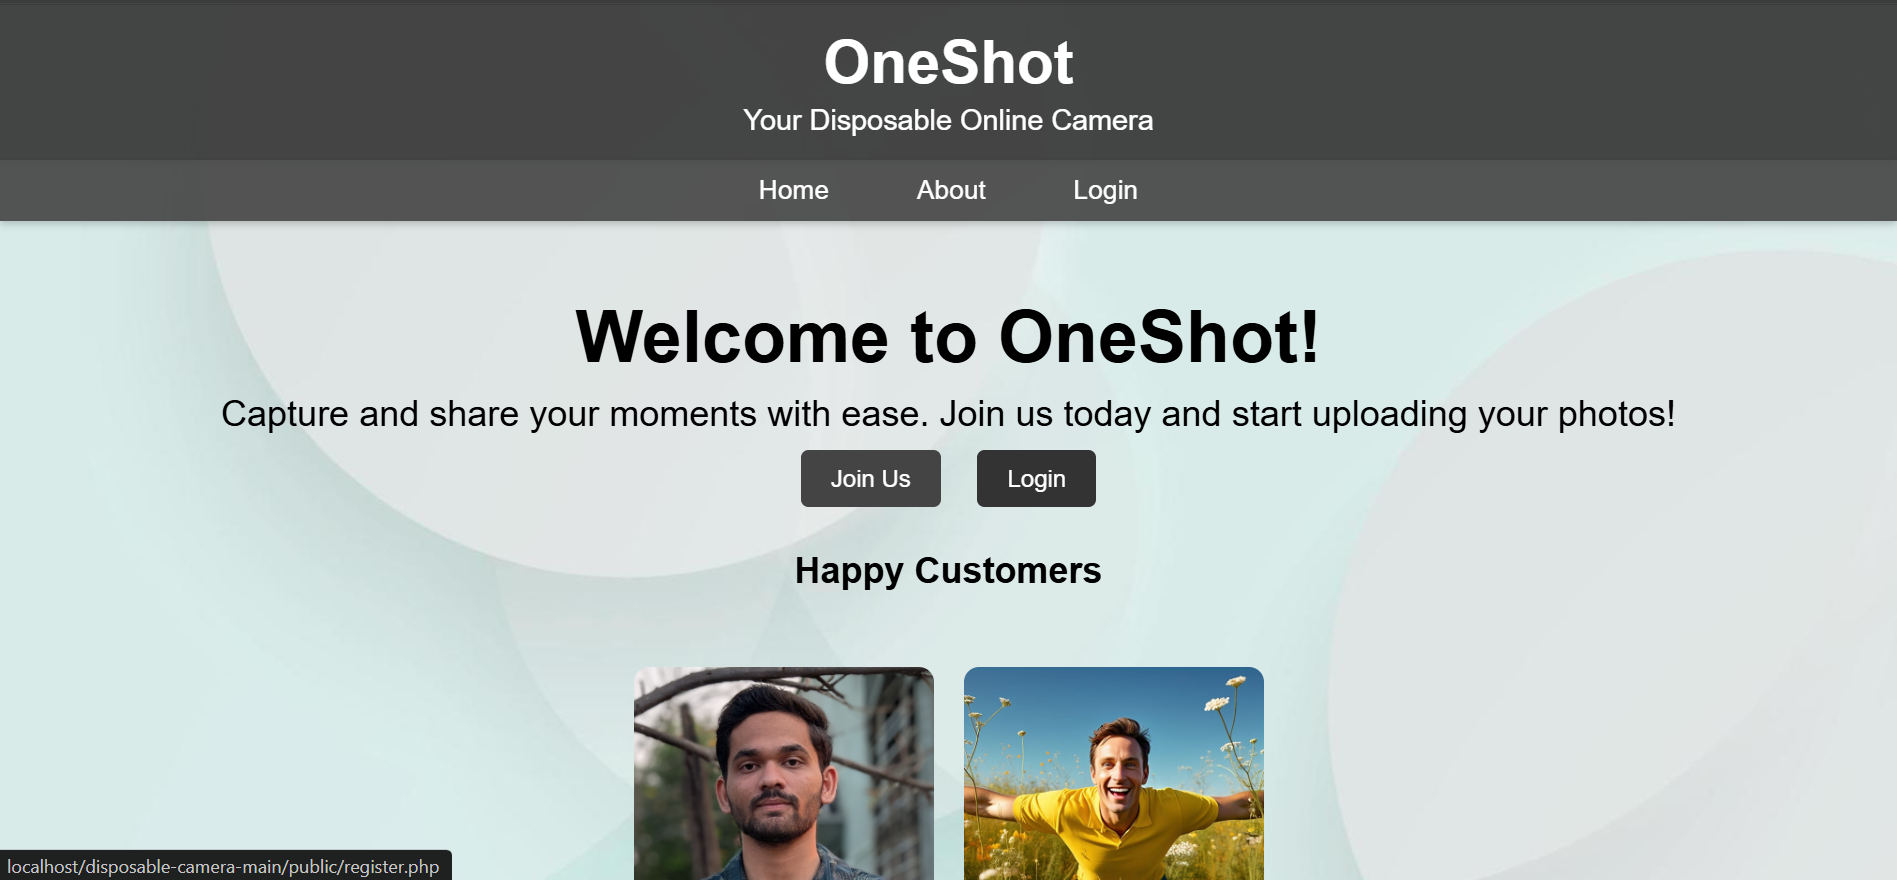 OneShot
Your Disposable Online Camera
Home About Login
Welcome to OneShot!
Capture and share your moments with ease. Join us today and start uploading your photos!
Join Us Login
Happy Customers
localhost/disposable-camera-main/public/register.php